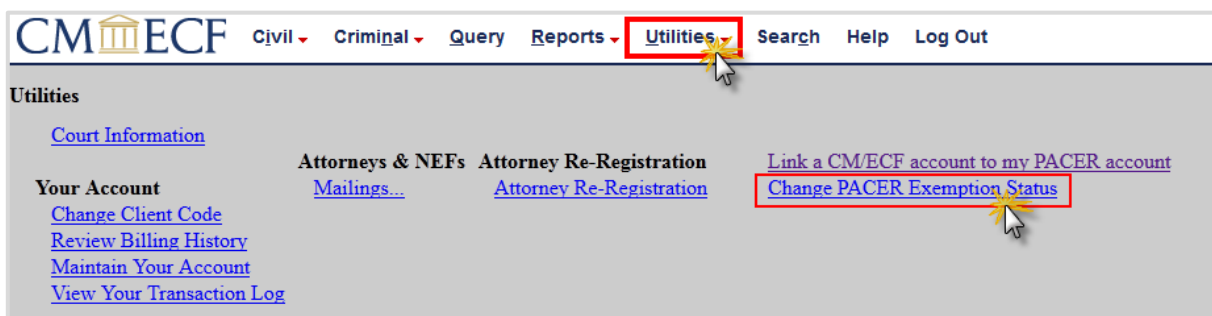 CM ECF Civil Criminal Query Reports Utilities Search Help Log Out
Utilities
Court Information
Attorneys & NEFs Attorney Re-Registration Link a CM/ECF account to my PACER account
Your Account Mailings... Attorney Re-Registration Change PACER Exemption Status
Change Client Code
Review Billing History
Maintain Your Account
View Your Transaction Log